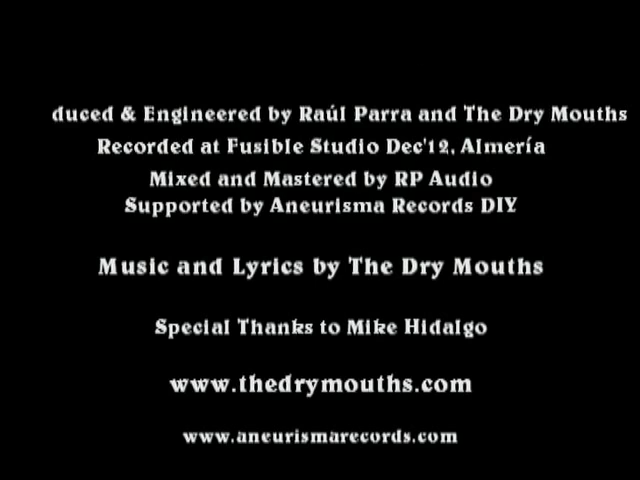 duced & Engineered by Raúl Parra and The Dry Mouths
Recorded at Fusible Studio Dec'12, Almería
Mixed and Mastered by RP Audio
Supported by Aneurisma Records DIY
Music and Lyrics by The Dry Mouths
Special Thanks to Mike Hidalgo
www.thedrymouths.com
www.aneurismarecords.com